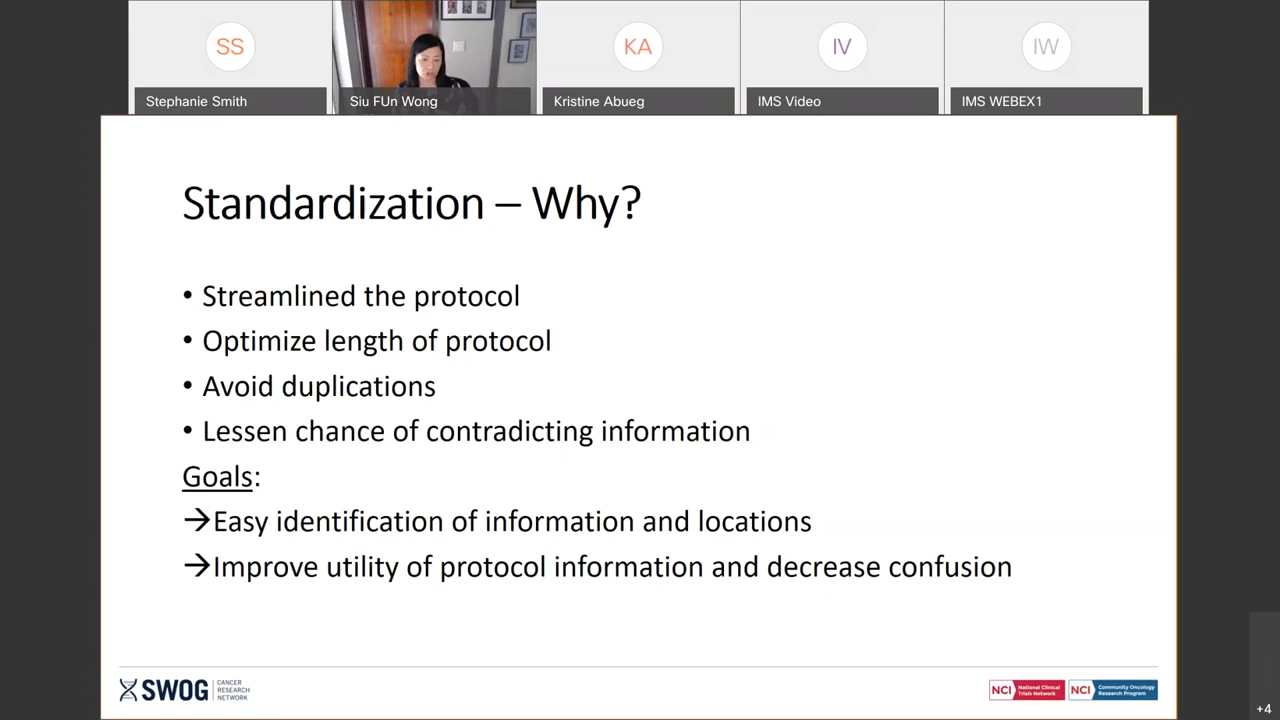 SS
KA
IV
IW
Stephanie Smith
Siu FUn Wong
Kristine Abueg
IMS Video
IMS WEBEX1
Standardization – Why?
• Streamlined the protocol
• Optimize length of protocol
• Avoid duplications
• Lessen chance of contradicting information
Goals:
→Easy identification of information and locations
→Improve utility of protocol information and decrease confusion
SWOG
CANCER
RESEARCH
NETWORK
NCI
National Clinical
Trials Network
NCI
Community Oncology
Research Program
+4